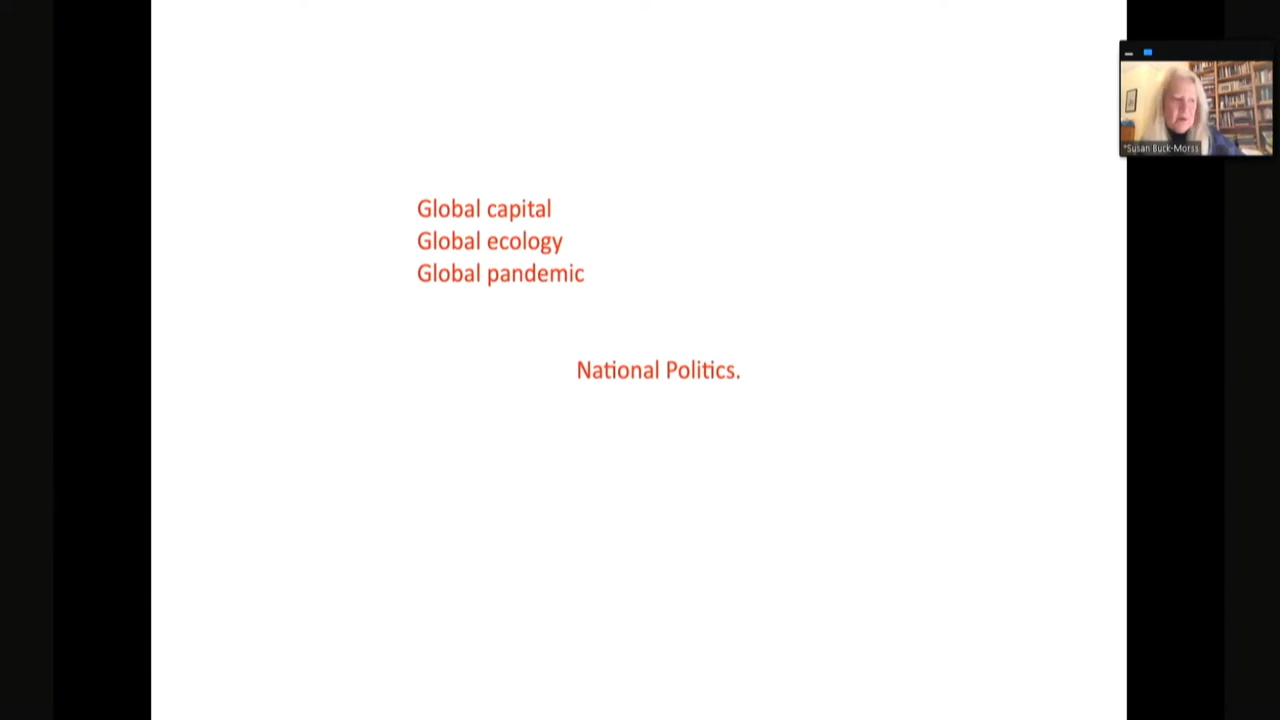 Global capital
Global ecology
Global pandemic
National Politics.
*Susan Buck-Morss